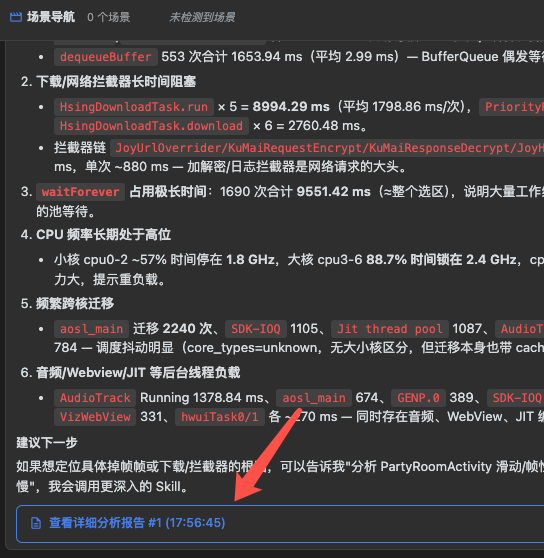 场景导航 0 个场景 未检测到场景
dequeueBuffer 553 次合计 1653.94 ms（平均 2.99 ms）— BufferQueue 偶发等
2. 下载/网络拦截器长时间阻塞
HsingDownloadTask.run × 5 = 8994.29 ms（平均 1798.86 ms/次），
HsingDownloadTask.download × 6 = 2760.48 ms。
拦截器链 JoyUrlOverrider/KuMaiRequestEncrypt/KuMaiResponseDecrypt/JoyH
ms，单次 ~880 ms — 加解密/日志拦截器是网络请求的大头。
3. waitForever 占用极长时间：1690 次合计 9551.42 ms（≈整个选区），说明大量工作
的池等待。
4. CPU 频率长期处于高位
小核 cpu0-2 ~57% 时间停在 1.8 GHz，大核 cpu3-6 88.7% 时间锁在 2.4 GHz，cp
力大，提示重负载。
5. 频繁跨核迁移
aosl_main 迁移 2240 次、 SDK-IOQ 1105、 Jit thread pool 1087、 AudioT
784 — 调度抖动明显（core_types=unknown，无大小核区分，但迁移本身也带 cac
6. 音频/Webview/JIT 等后台线程负载
AudioTrack Running 1378.84 ms、 aosl_main 674、 GENP.0 389、 SDK-IOQ
VizWebView 331、 hwuiTask0/1 各 ~270 ms — 同时存在音频、WebView、JIT 编
建议下一步
如果想定位具体掉帧帧或下载/拦截器的根因，可以告诉我"分析 PartyRoomActivity 滑动/帧
慢"，我会调用更深入的 Skill。
查看详细分析报告 #1 (17:56:45)